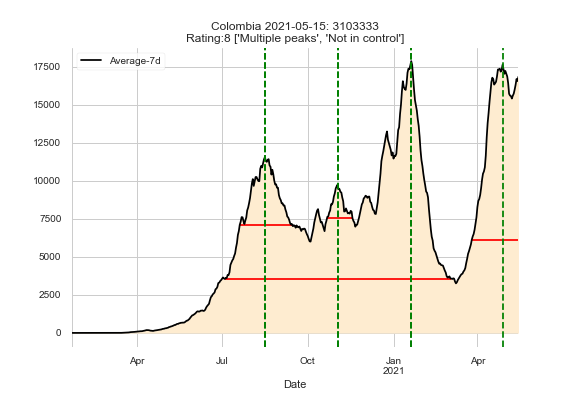 Colombia 2021-05-15: 3103333
Rating:8 ['Multiple peaks', 'Not in control']
Average-7d
17500
15000
12500
10000
7500
5000
2500
0
Apr
Jul
Oct
Jan
2021
Apr
Date